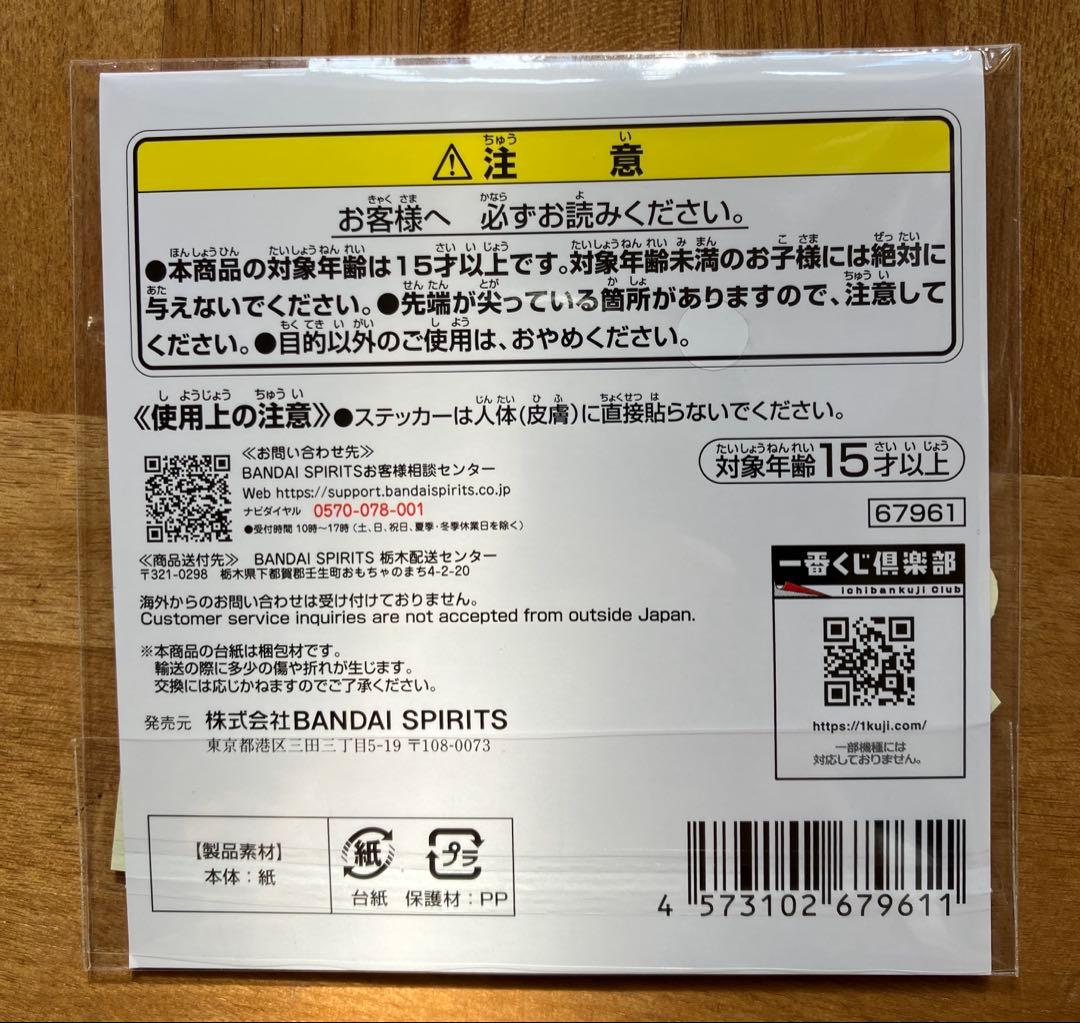 ⚠注意
お客様へ 必ずお読みください。
●本商品の対象年齢は15才以上です。対象年齢未満のお子様には絶対に
与えないでください。●先端が尖っている箇所がありますので、注意して
ください。●目的以外のご使用は、おやめください。
《使用上の注意》●ステッカーは人体(皮膚)に直接貼らないでください。
≪お問い合わせ先≫
BANDAI SPIRITSお客様相談センター
Web https://support.bandaispirits.co.jp
ナビダイヤル 0570-078-001
●受付時間 10時〜17時(土、日、祝日、夏季・冬季休業日を除く)
対象年齢15才以上
67961
≪商品送付先≫ BANDAI SPIRITS 栃木配送センター
〒321-0298 栃木県下都賀郡壬生町おもちゃのまち4-2-20
海外からのお問い合わせは受け付けておりません。
Customer service inquiries are not accepted from outside Japan.
※本商品の台紙は梱包材です。
輸送の際に多少の傷や折れが生じます。
交換には応じかねますのでご了承ください。
発売元 株式会社BANDAI SPIRITS
東京都港区三田三丁目5-19 〒108-0073
一番くじ倶楽部
ichibankuji Club
https://1kuji.com/
一部機種には
対応しておりません。
【製品素材】
本体:紙
紙
台紙
プラ
保護材:PP
4 573102 679611